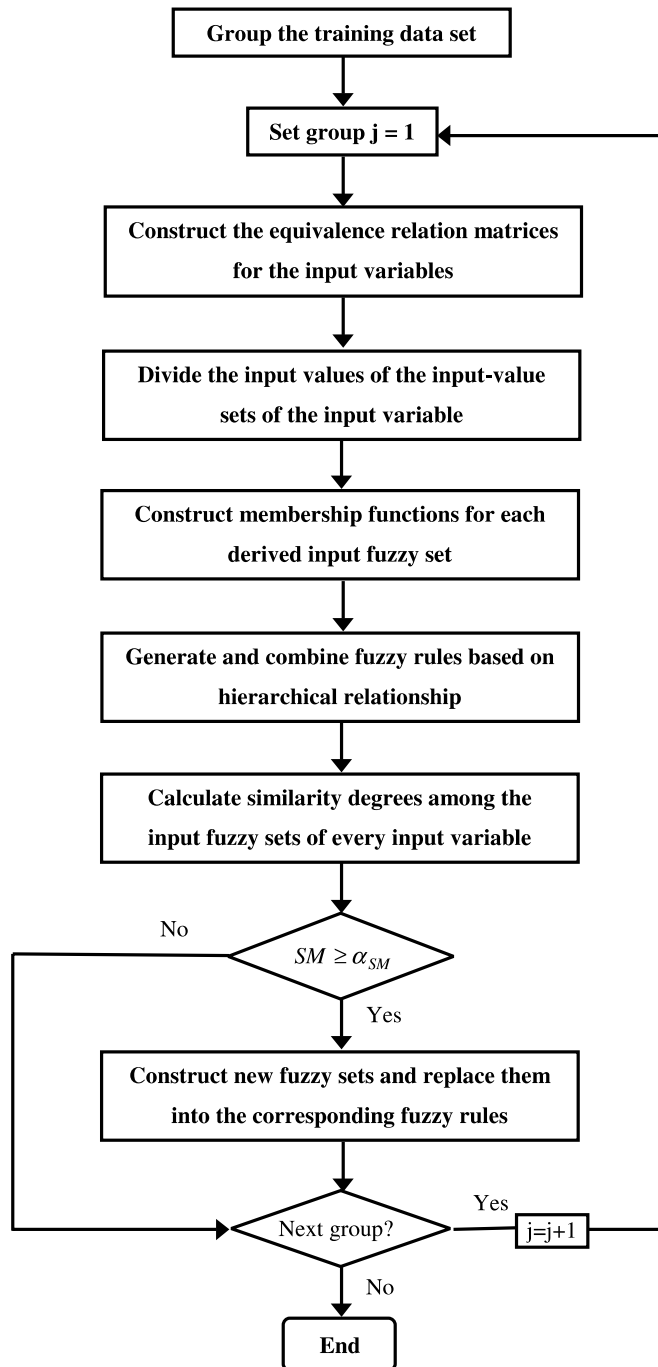 Group the training data set
Set group j = 1
Construct the equivalence relation matrices
for the input variables
Divide the input values of the input-value
sets of the input variable
Construct membership functions for each
derived input fuzzy set
Generate and combine fuzzy rules based on
hierarchical relationship
Calculate similarity degrees among the
input fuzzy sets of every input variable
No
SM ≥ α_SM
Yes
Construct new fuzzy sets and replace them
into the corresponding fuzzy rules
Next group?
Yes
j=j+1
No
End